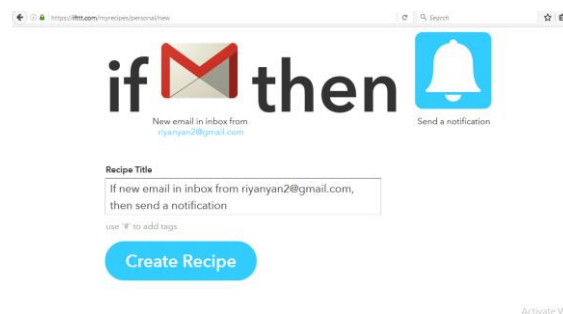 https://ifttt.com/myrecipes/personal/new
Search
if then
New email in inbox from
riyanyan2@gmail.com
Send a notification
Recipe Title
If new email in inbox from riyanyan2@gmail.com,
then send a notification
use '#' to add tags
Create Recipe
Activate W